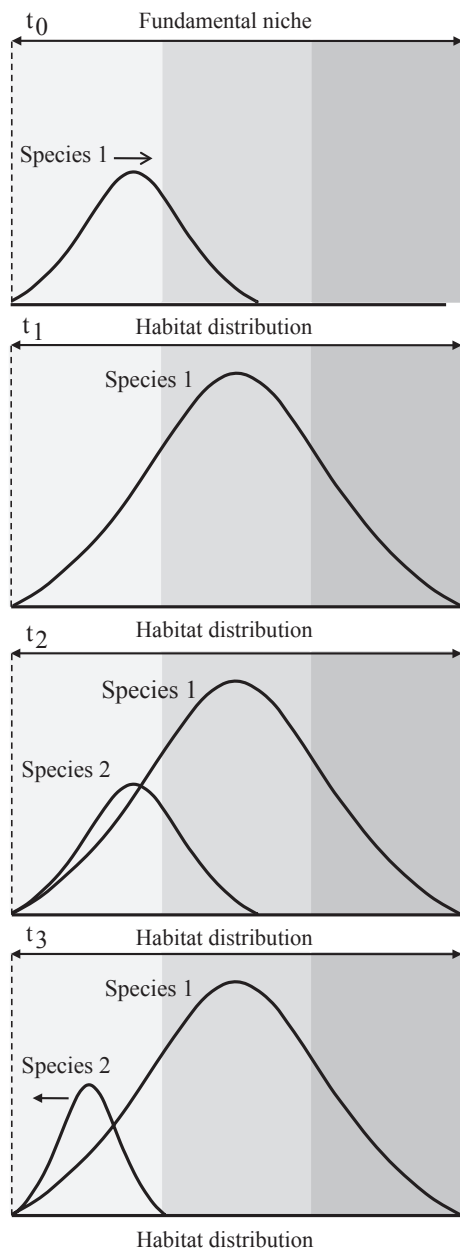 t0 Fundamental niche
Species 1
Habitat distribution
t1
Species 1
Habitat distribution
t2
Species 1
Species 2
Habitat distribution
t3
Species 1
Species 2
Habitat distribution